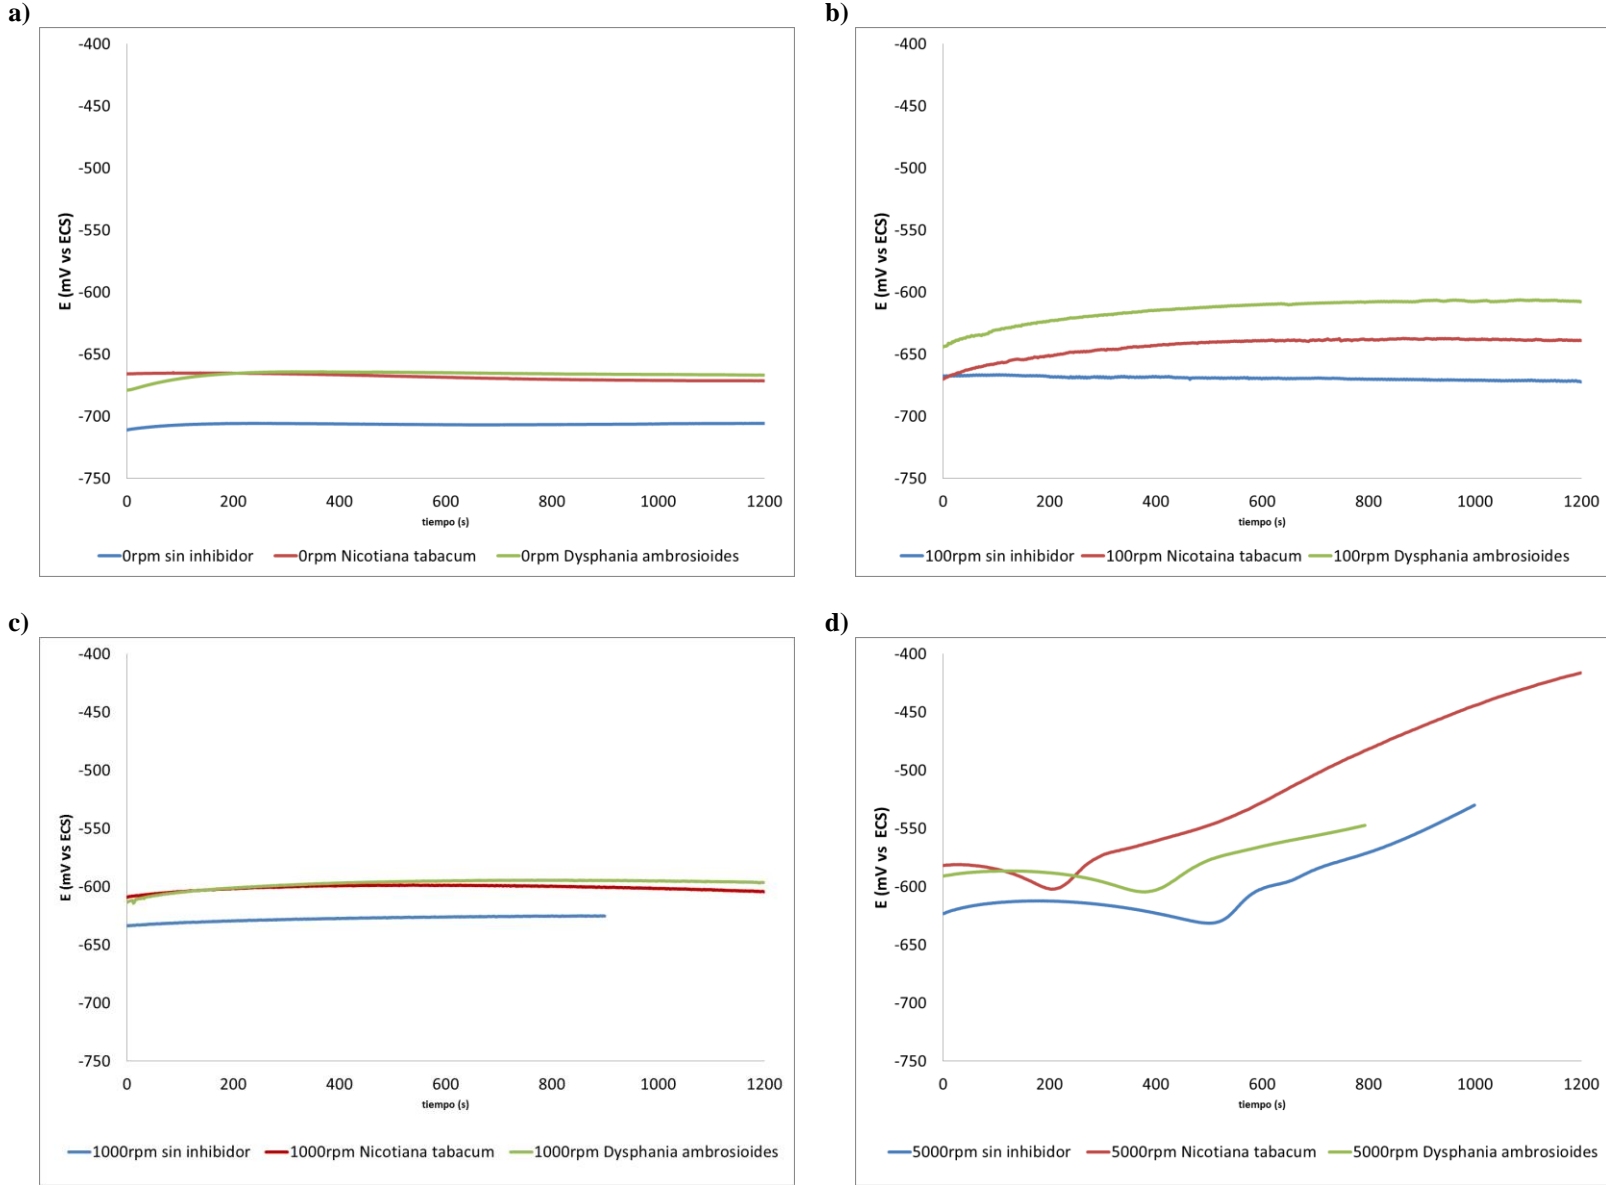 a)
-400
-450
-500
-550
-600
-650
-700
-750
E (mV vs ECS)
0 200 400 600 800 1000 1200
tiempo (s)
0rpm sin inhibidor 0rpm Nicotiana tabacum 0rpm Dysphania ambrosioides
b)
-400
-450
-500
-550
-600
-650
-700
-750
E (mV vs ECS)
0 200 400 600 800 1000 1200
tiempo (s)
100rpm sin inhibidor 100rpm Nicotaina tabacum 100rpm Dysphania ambrosioides
c)
-400
-450
-500
-550
-600
-650
-700
-750
E (mV vs ECS)
0 200 400 600 800 1000 1200
tiempo (s)
1000rpm sin inhibidor 1000rpm Nicotiana tabacum 1000rpm Dysphania ambrosioides
d)
-400
-450
-500
-550
-600
-650
-700
-750
E (mV vs ECS)
0 200 400 600 800 1000 1200
tiempo (s)
5000rpm sin inhibidor 5000rpm Nicotiana tabacum 5000rpm Dysphania ambrosioides